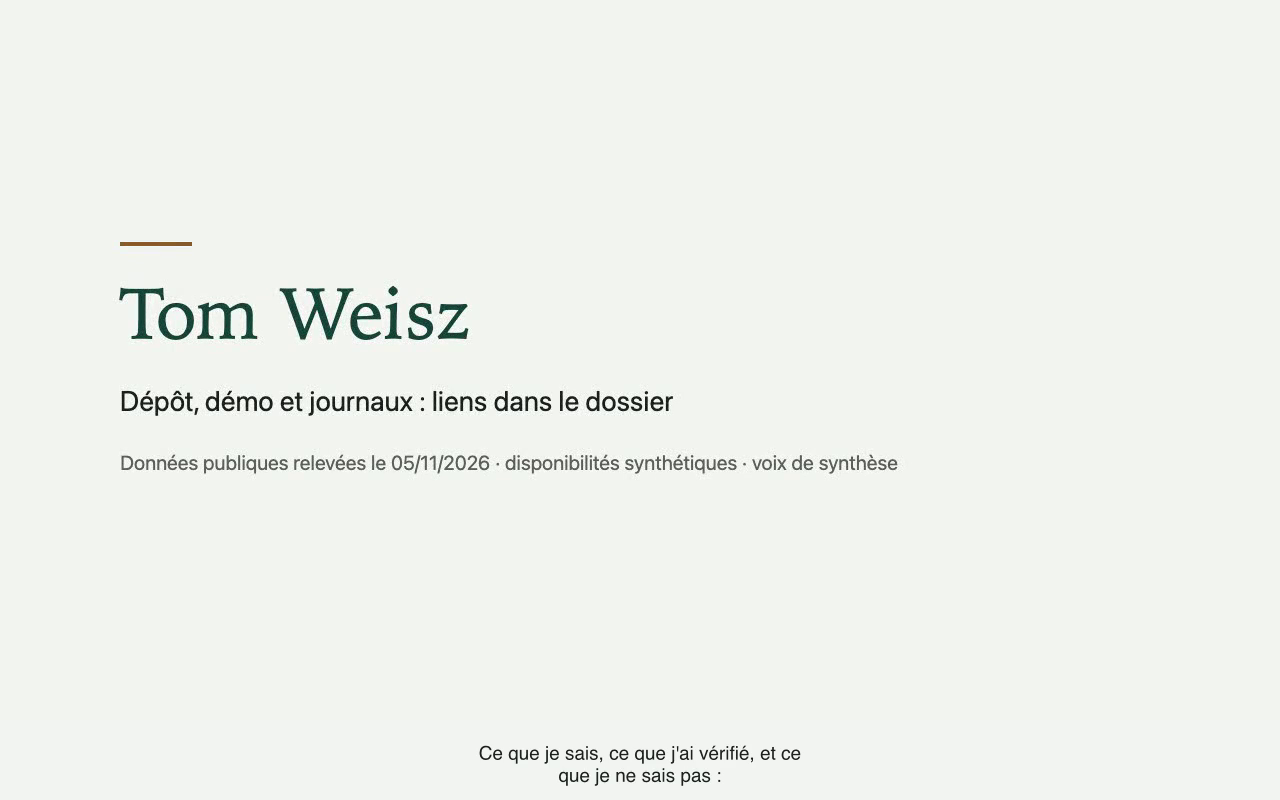 Tom Weisz
Dépôt, démo et journaux : liens dans le dossier
Données publiques relevées le 05/11/2026 · disponibilités synthétiques · voix de synthèse
Ce que je sais, ce que j'ai vérifié, et ce
que je ne sais pas :